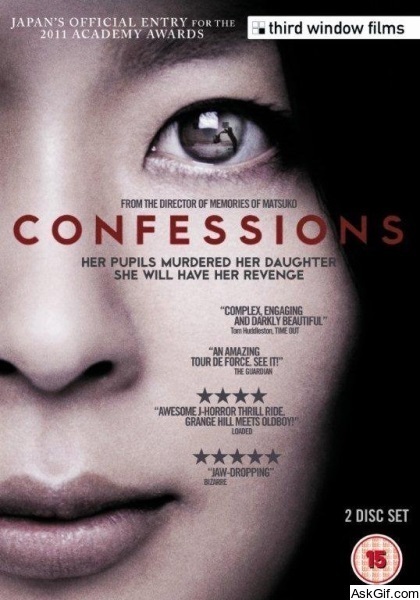 JAPAN'S OFFICIAL ENTRY FOR THE
2011 ACADEMY AWARDS
third window films
FROM THE DIRECTOR OF MEMORIES OF MATSUKO
CONFESSIONS
HER PUPILS MURDERED HER DAUGHTER
SHE WILL HAVE HER REVENGE
"COMPLEX, ENGAGING
AND DARKLY BEAUTIFUL"
Tom Huddleston, TIME OUT
"AN AMAZING
TOUR DE FORCE. SEE IT!"
THE GUARDIAN
★★★★
"AWESOME J-HORROR THRILL RIDE.
GRANGE HILL MEETS OLDBOY!"
LOADED
★★★★★
"JAW-DROPPING"
BIZARRE
2 DISC SET
15
AskGif.com